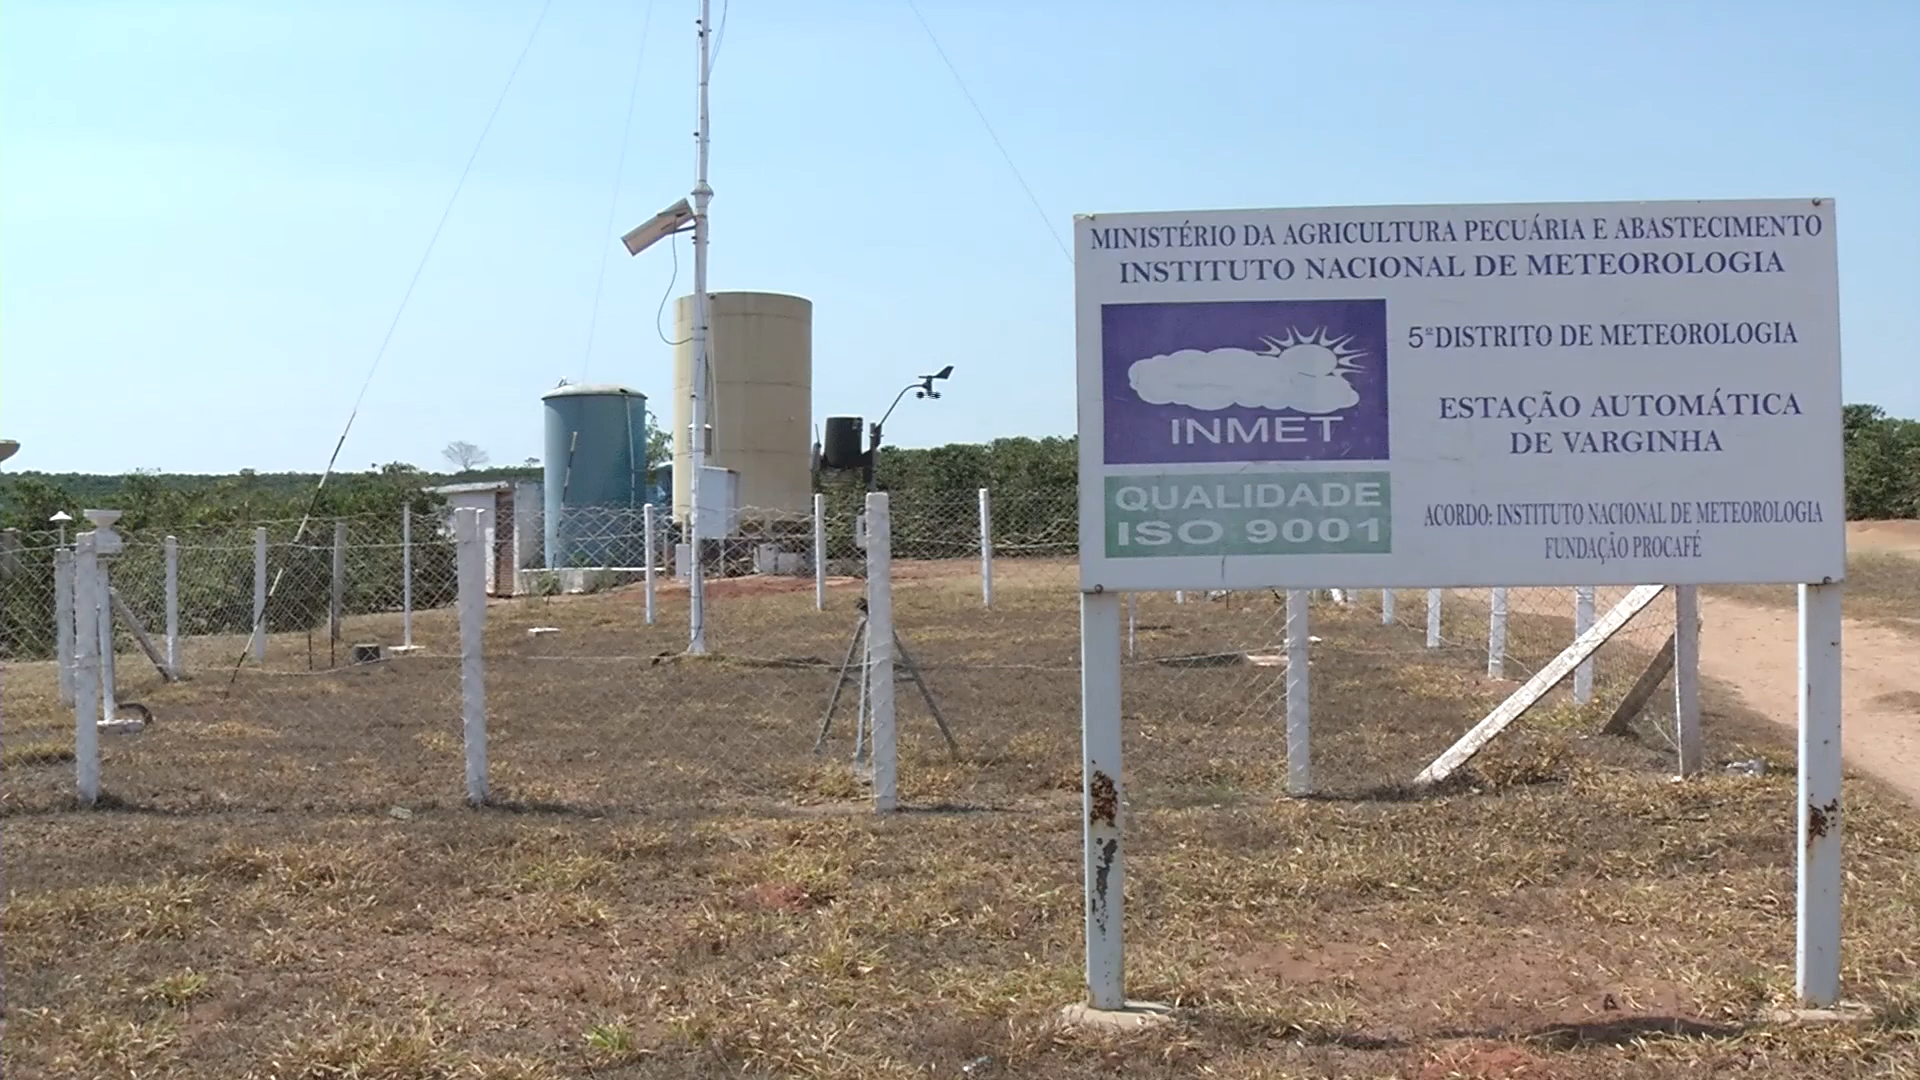 MINISTÉRIO DA AGRICULTURA PECUÁRIA E ABASTECIMENTO
INSTITUTO NACIONAL DE METEOROLOGIA
INMET
QUALIDADE
ISO 9001
5º DISTRITO DE METEOROLOGIA
ESTAÇÃO AUTOMÁTICA
DE VARGINHA
ACORDO: INSTITUTO NACIONAL DE METEOROLOGIA
FUNDAÇÃO PROCAFÉ